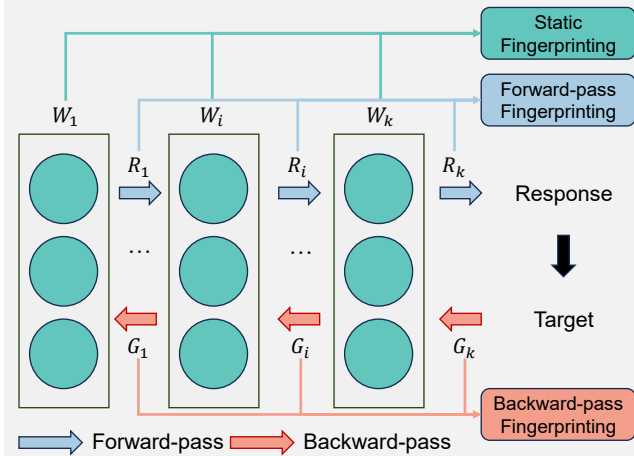 Static
Fingerprinting
Forward-pass
Fingerprinting
W₁ Wᵢ Wₖ
R₁ Rᵢ Rₖ
Response
... ...
Target
G₁ Gᵢ Gₖ
Backward-pass
Fingerprinting
Forward-pass Backward-pass